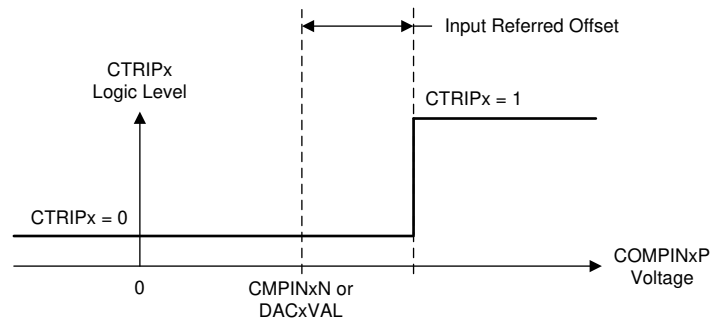 Input Referred Offset
CTRIPx
Logic Level
CTRIPx = 1
CTRIPx = 0
COMPINxP
Voltage
0
CMPINxN or
DACxVAL